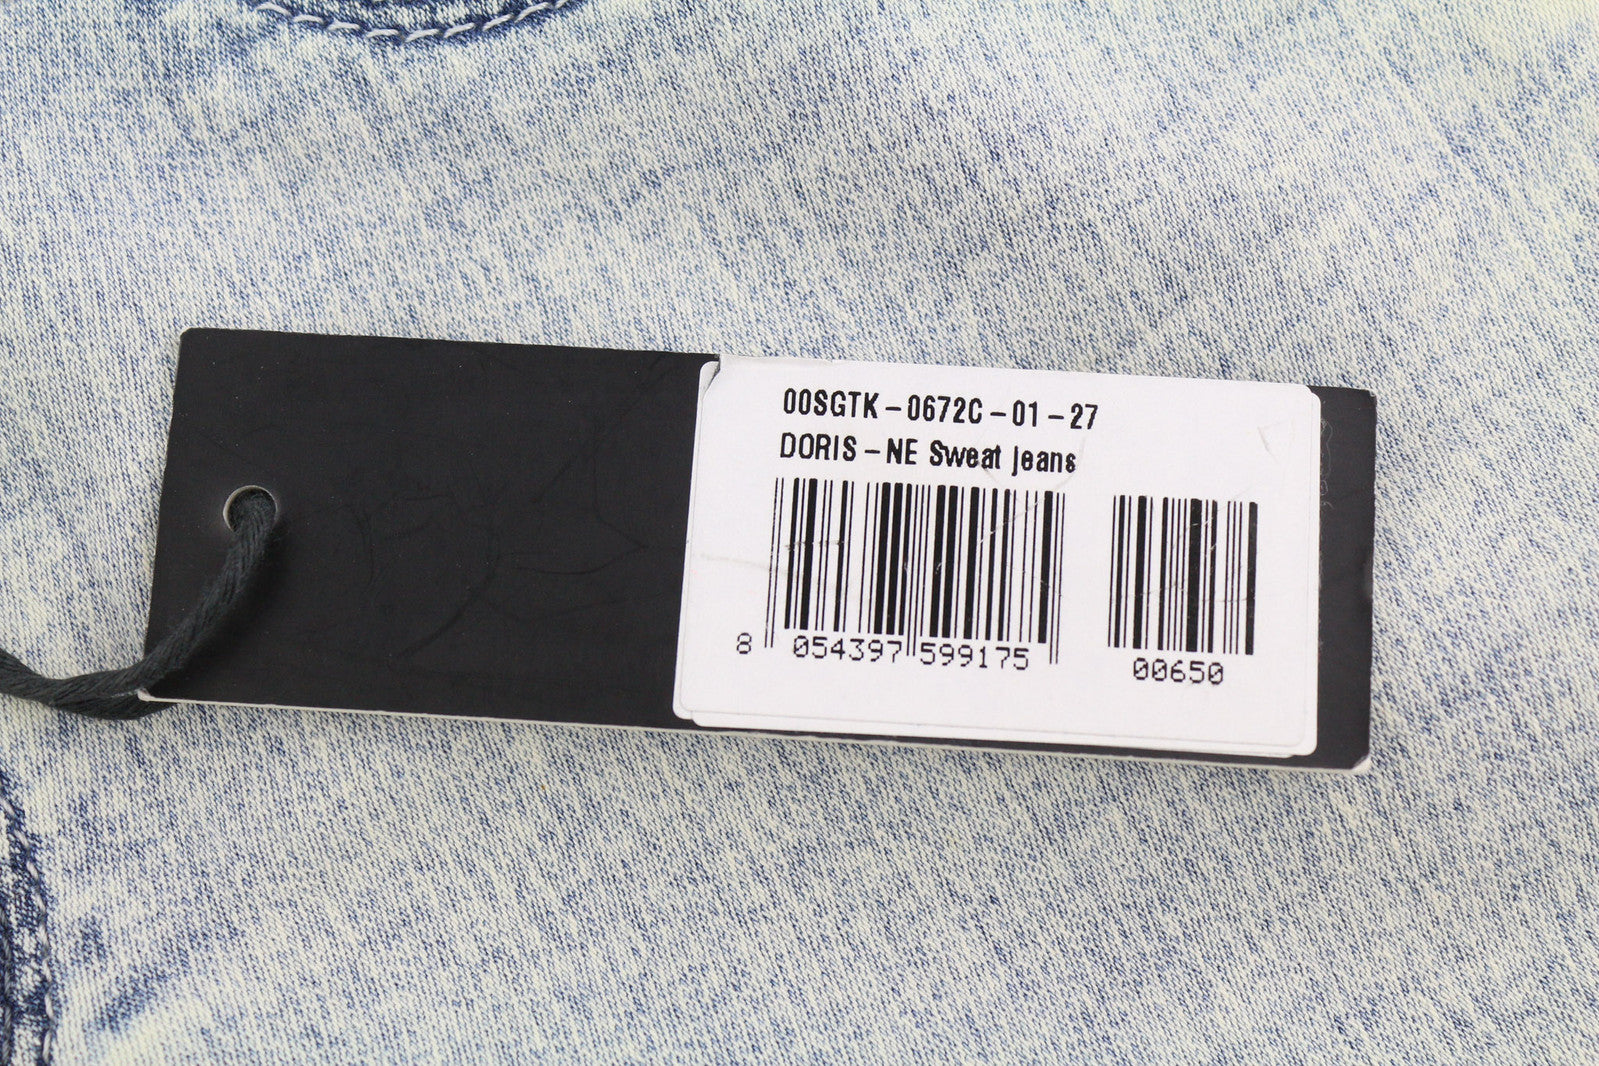 00SGTK-0672C-01-27
DORIS-NE Sweat jeans
8 054397 599175 00650